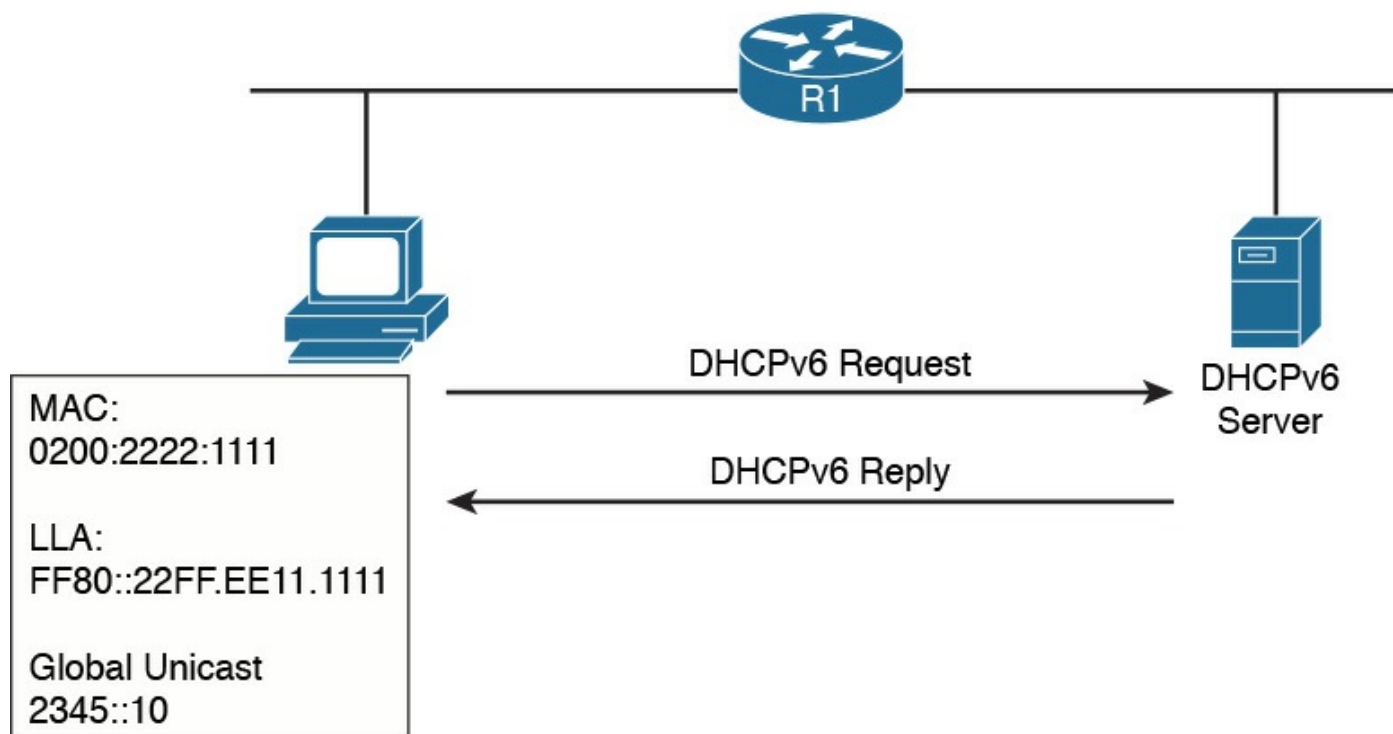 R1
DHCPv6 Request
DHCPv6
Server
DHCPv6 Reply
MAC:
0200:2222:1111
LLA:
FF80::22FF.EE11.1111
Global Unicast
2345::10